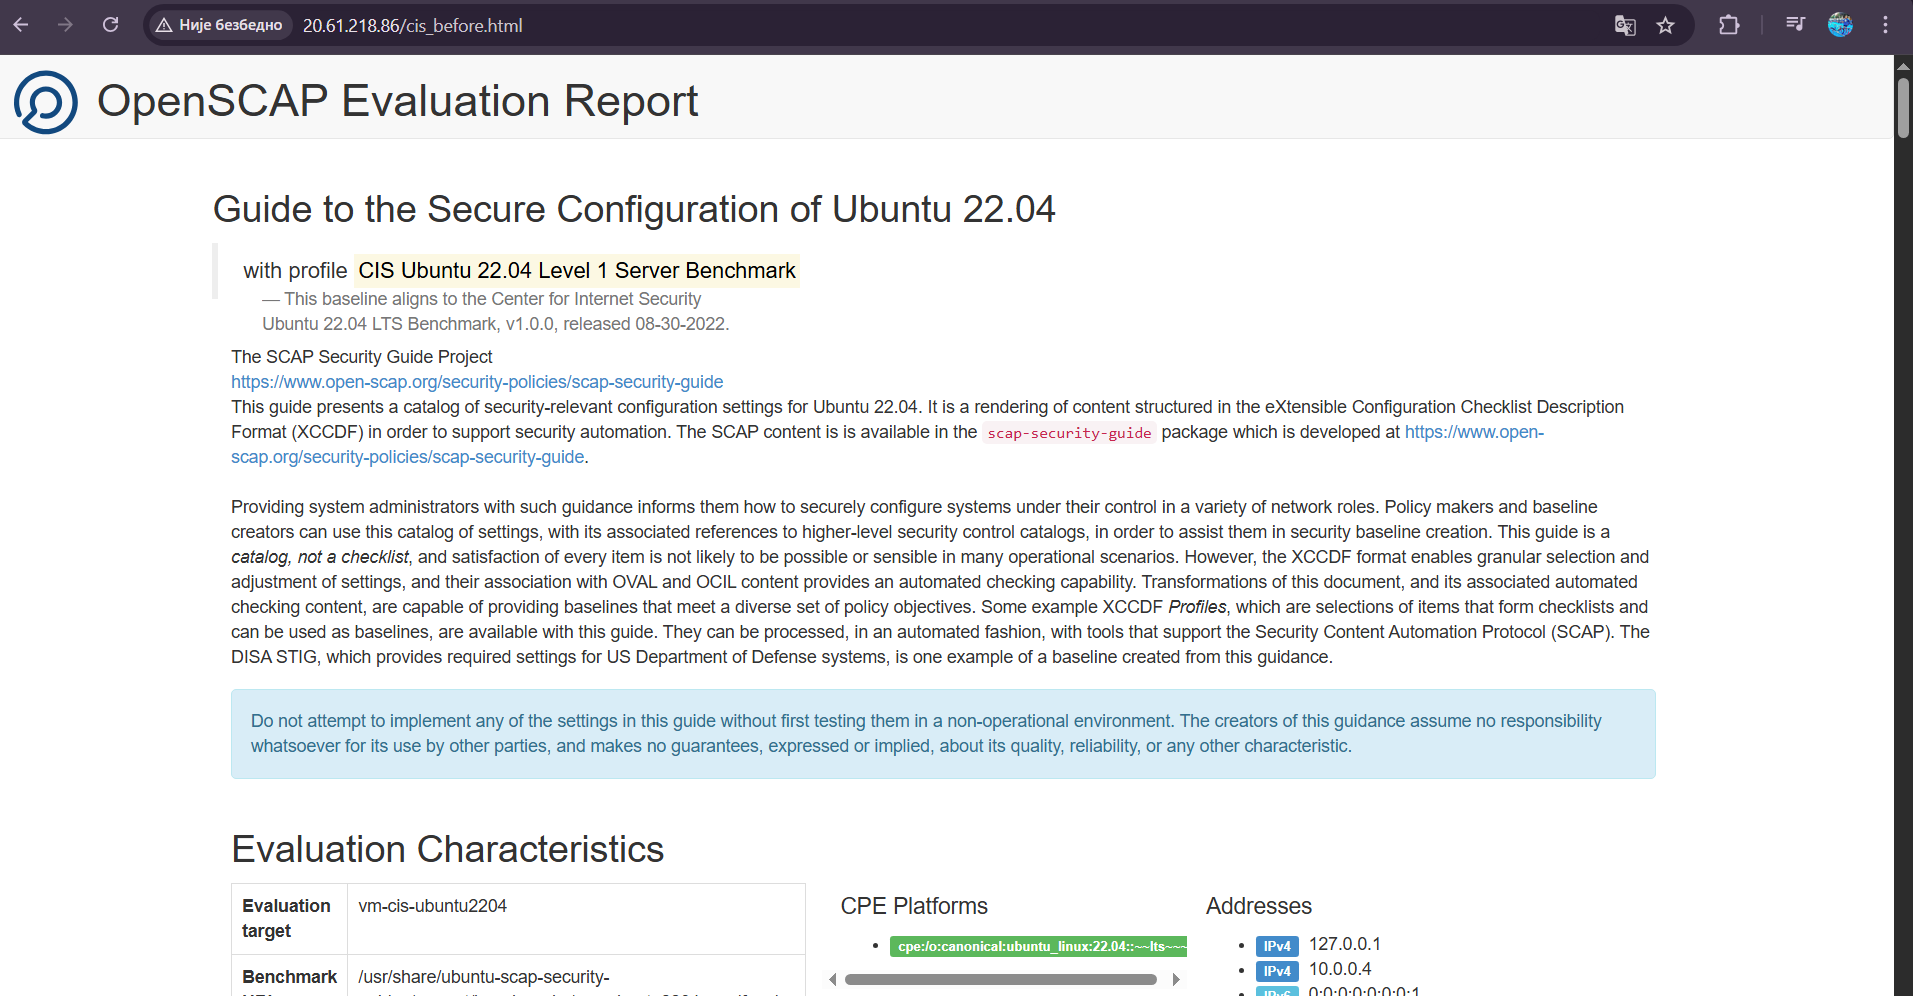 Није безбедно
20.61.218.86/cis_before.html
OpenSCAP Evaluation Report
Guide to the Secure Configuration of Ubuntu 22.04
with profile CIS Ubuntu 22.04 Level 1 Server Benchmark
— This baseline aligns to the Center for Internet Security
Ubuntu 22.04 LTS Benchmark, v1.0.0, released 08-30-2022.
The SCAP Security Guide Project
https://www.open-scap.org/security-policies/scap-security-guide
This guide presents a catalog of security-relevant configuration settings for Ubuntu 22.04. It is a rendering of content structured in the eXtensible Configuration Checklist Description
Format (XCCDF) in order to support security automation. The SCAP content is is available in the scap-security-guide package which is developed at https://www.open-
scap.org/security-policies/scap-security-guide.
Providing system administrators with such guidance informs them how to securely configure systems under their control in a variety of network roles. Policy makers and baseline
creators can use this catalog of settings, with its associated references to higher-level security control catalogs, in order to assist them in security baseline creation. This guide is a
catalog, not a checklist, and satisfaction of every item is not likely to be possible or sensible in many operational scenarios. However, the XCCDF format enables granular selection and
adjustment of settings, and their association with OVAL and OCIL content provides an automated checking capability. Transformations of this document, and its associated automated
checking content, are capable of providing baselines that meet a diverse set of policy objectives. Some example XCCDF Profiles, which are selections of items that form checklists and
can be used as baselines, are available with this guide. They can be processed, in an automated fashion, with tools that support the Security Content Automation Protocol (SCAP). The
DISA STIG, which provides required settings for US Department of Defense systems, is one example of a baseline created from this guidance.
Do not attempt to implement any of the settings in this guide without first testing them in a non-operational environment. The creators of this guidance assume no responsibility
whatsoever for its use by other parties, and makes no guarantees, expressed or implied, about its quality, reliability, or any other characteristic.
Evaluation Characteristics
Evaluation
target
vm-cis-ubuntu2204
Benchmark
/usr/share/ubuntu-scap-security-
CPE Platforms
cpe:/o:canonical:ubuntu_linux:22.04::~~lts~~~
Addresses
IPv4 127.0.0.1
IPv4 10.0.0.4
IPv6 0:0:0:0:0:0:0:1